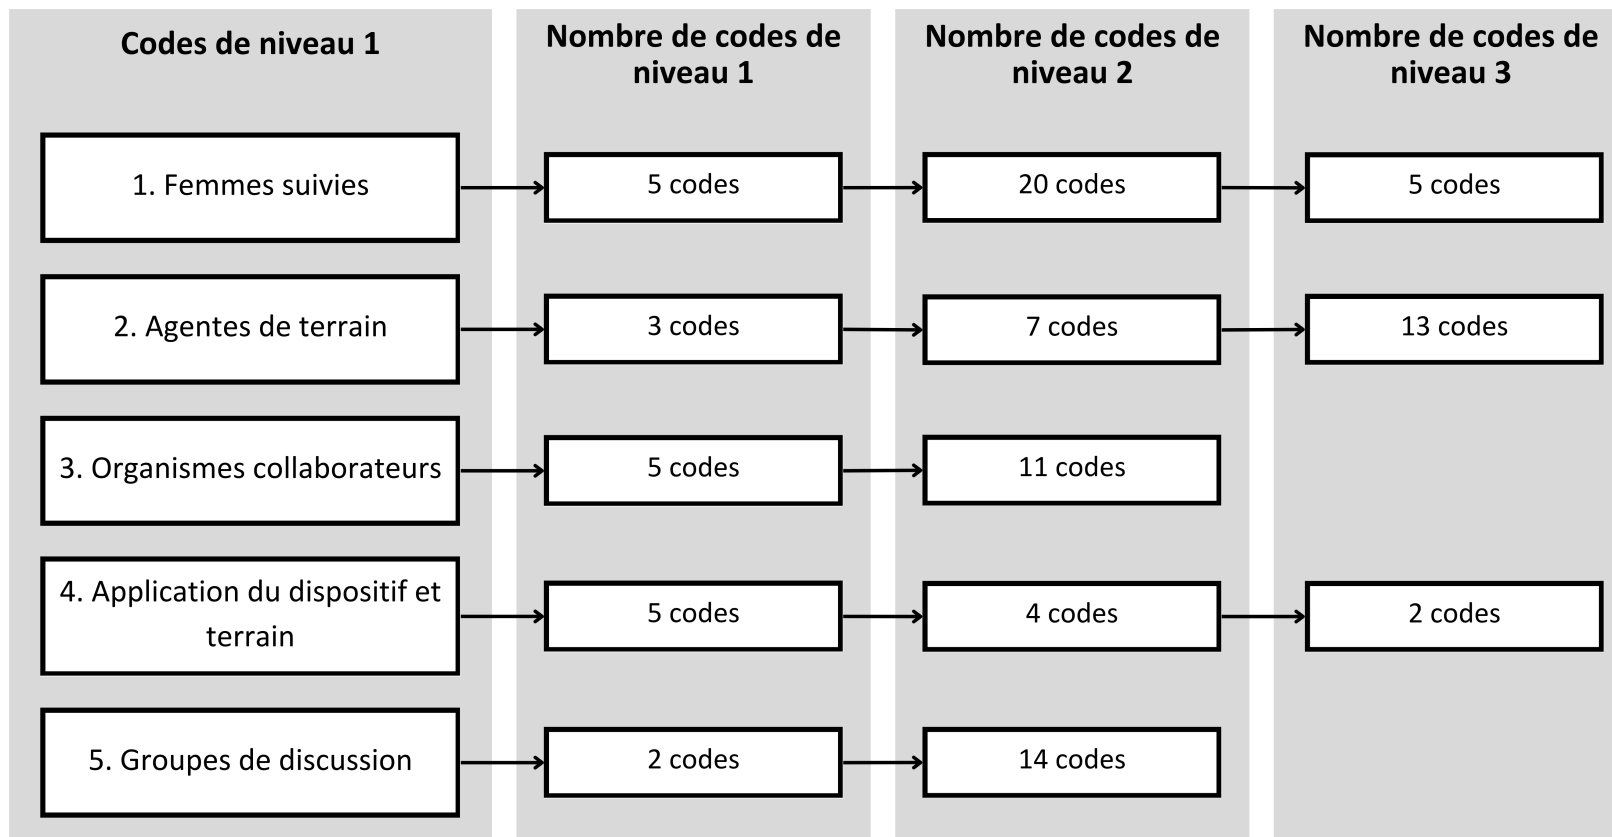 Codes de niveau 1
Nombre de codes de
niveau 1
Nombre de codes de
niveau 2
Nombre de codes de
niveau 3
1. Femmes suivies
5 codes
20 codes
5 codes
2. Agentes de terrain
3 codes
7 codes
13 codes
3. Organismes collaborateurs
5 codes
11 codes
4. Application du dispositif et
terrain
5 codes
4 codes
2 codes
5. Groupes de discussion
2 codes
14 codes